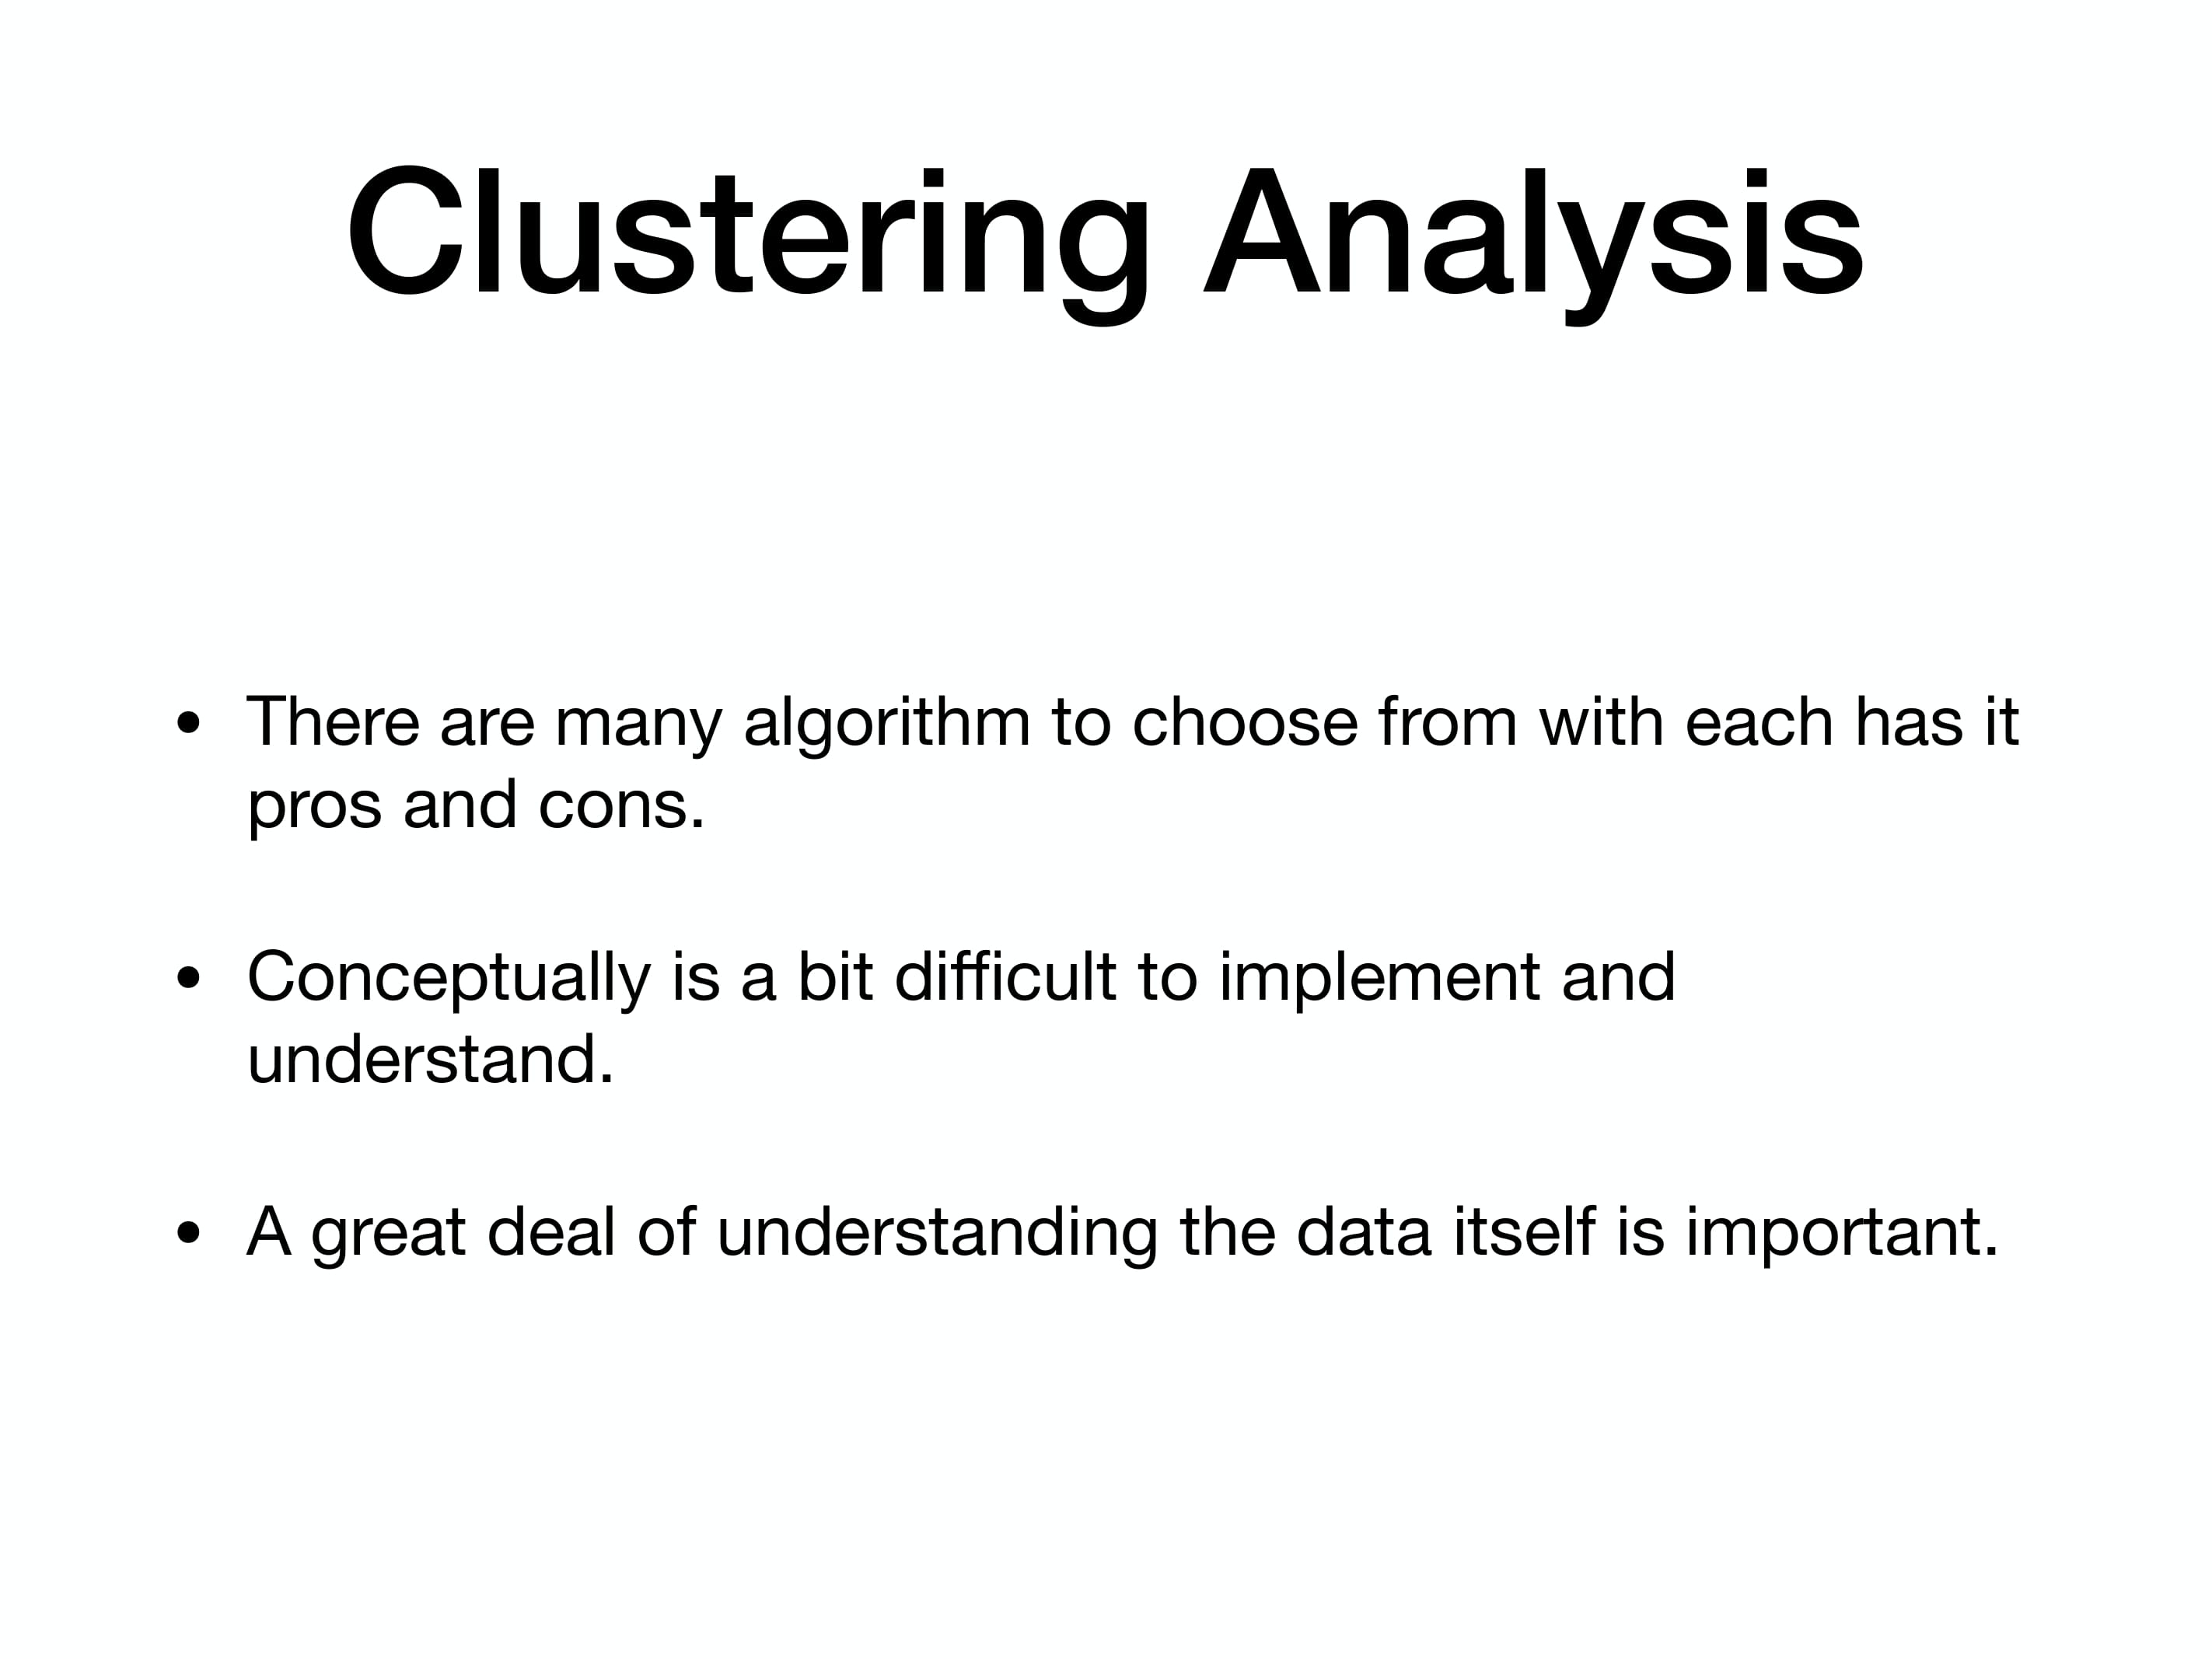 Clustering Analysis
• There are many algorithm to choose from with each has it
pros and cons.
• Conceptually is a bit difficult to implement and
understand.
• A great deal of understanding the data itself is important.